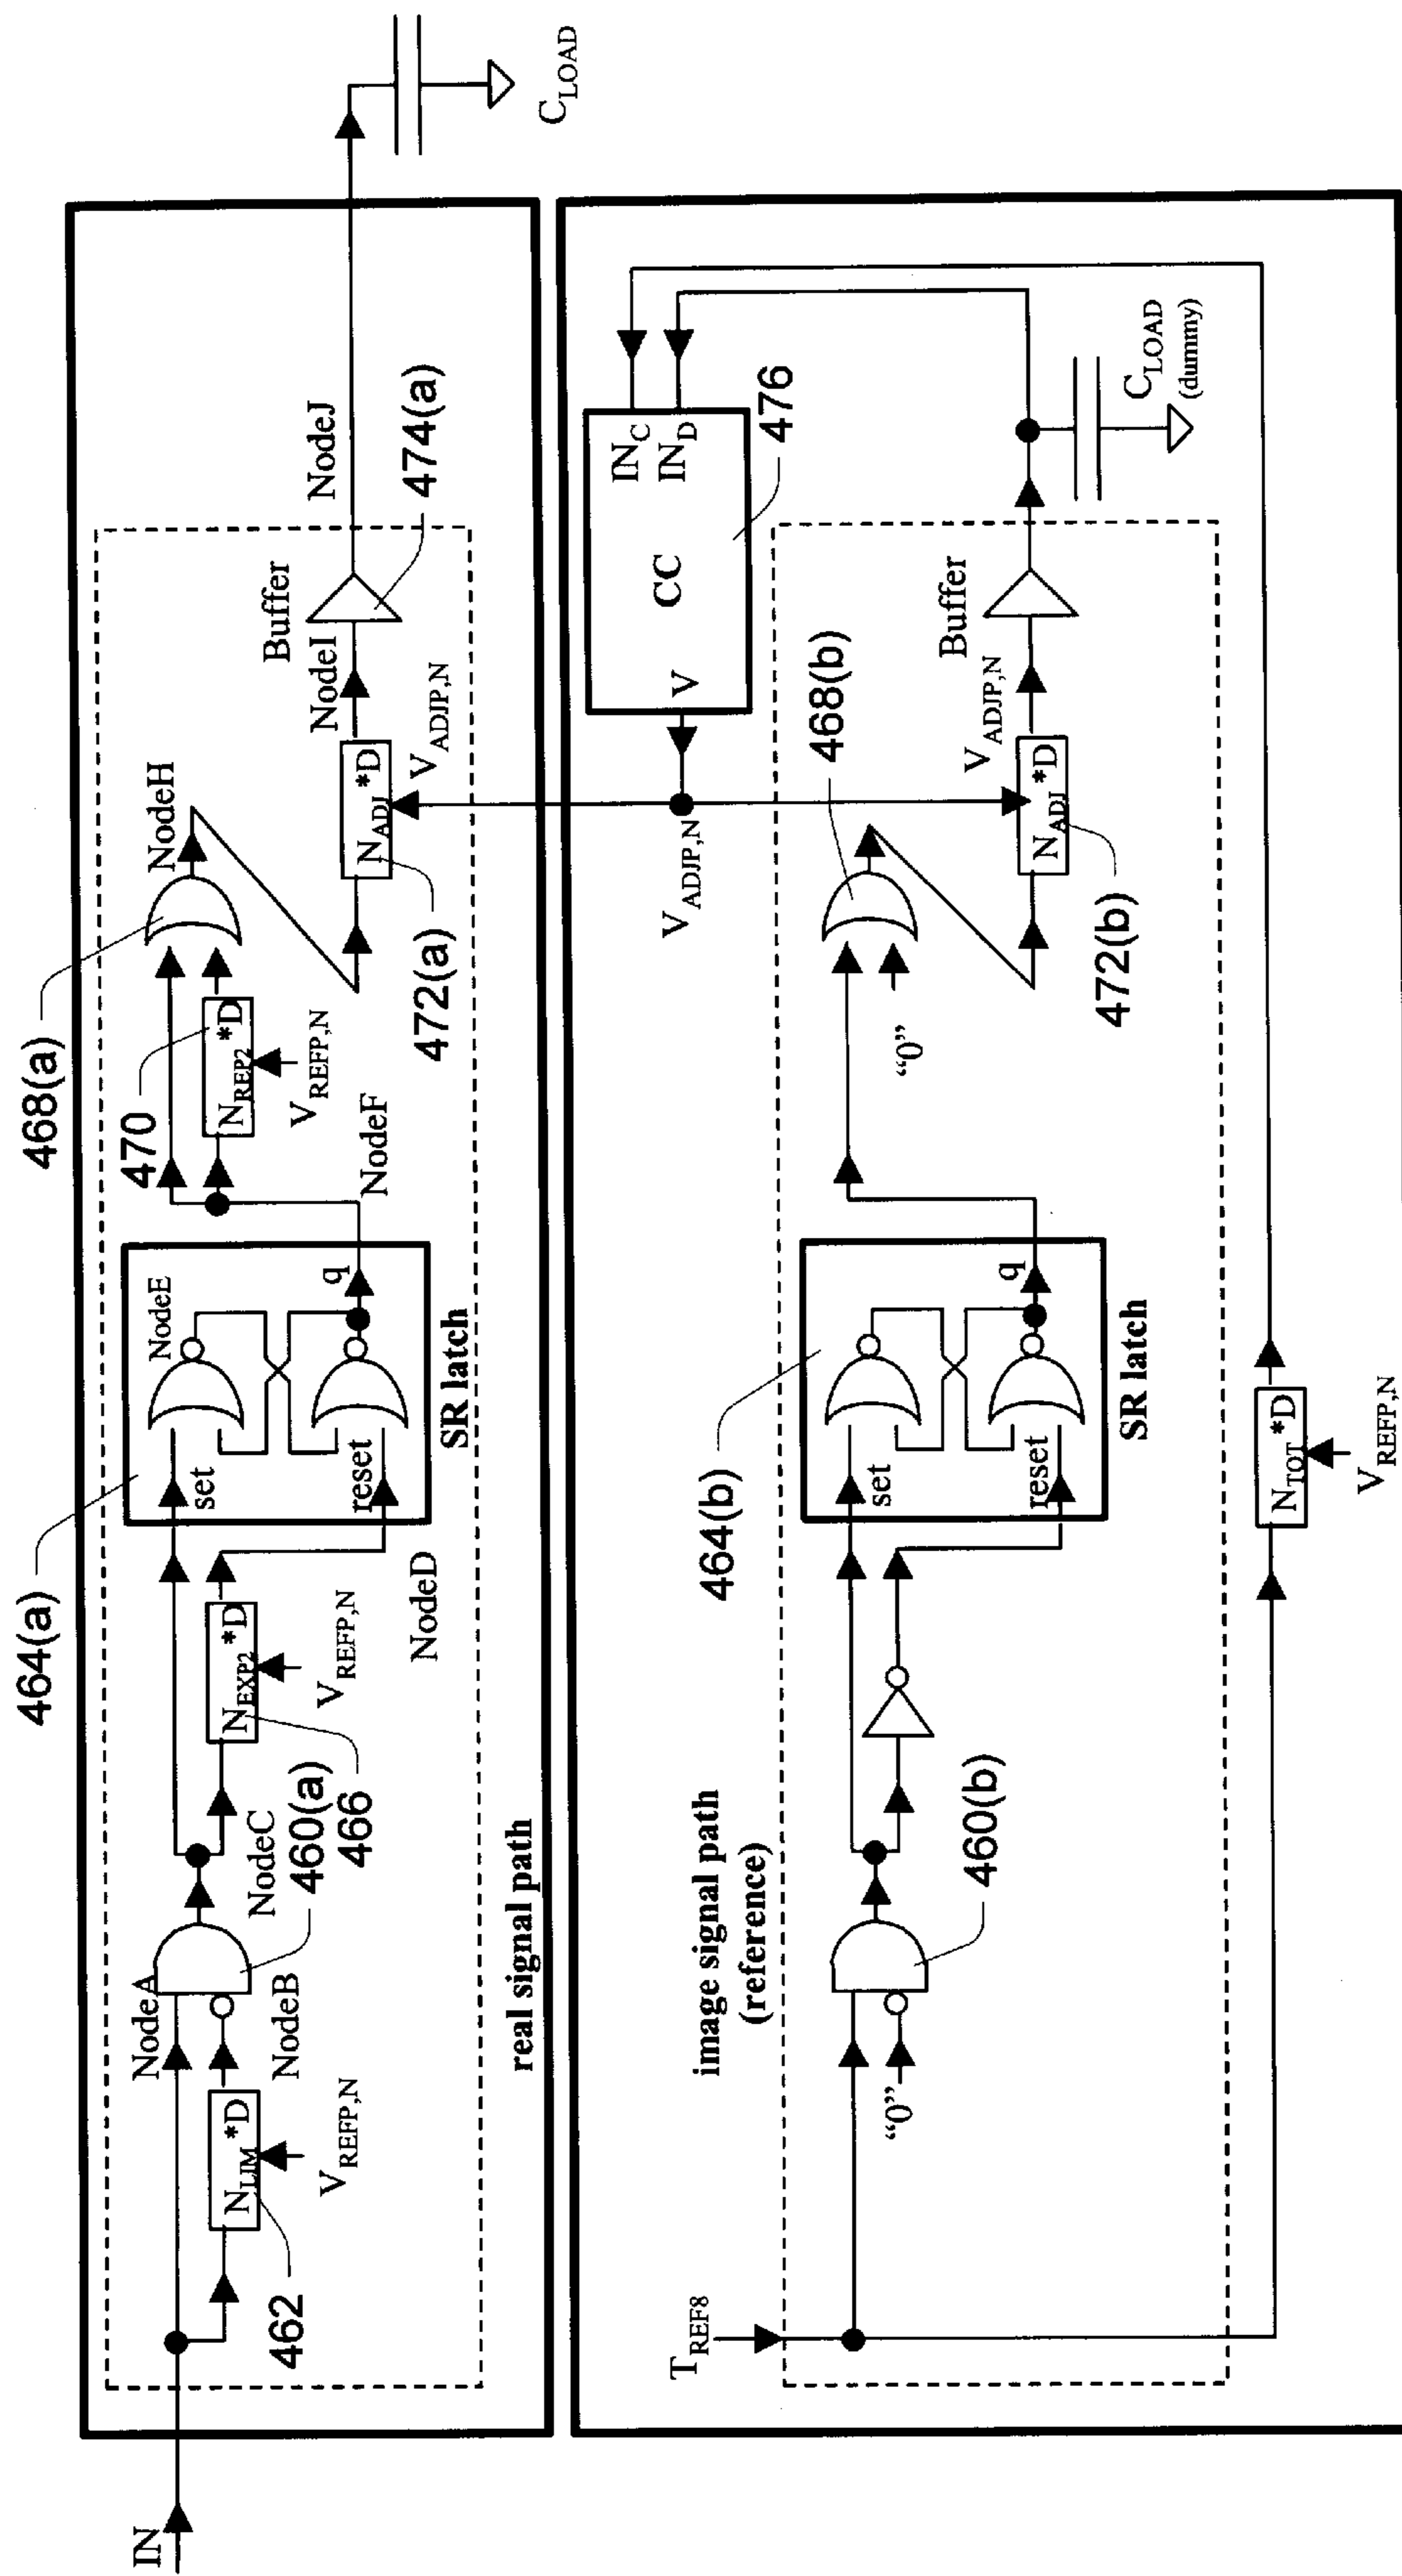 IN
462
N_LIM *D
V_REFP,N
NodeA
NodeB
460(a)
NodeC
466
N_EXP2 *D
V_REFP,N
NodeD
464(a)
set
reset
NodeE
q
SR latch
NodeF
470
N_REP2 *D
V_REFP,N
468(a)
NodeH
472(a)
N_ADJ *D
V_ADJP,N
NodeI
Buffer
474(a)
NodeJ
C_LOAD
real signal path
image signal path
(reference)
T_REF8
"0"
460(b)
464(b)
set
reset
q
SR latch
"0"
468(b)
472(b)
N_ADJ *D
V_ADJP,N
V_ADJP,N
Buffer
V
CC
IN_C
IN_D
476
C_LOAD
(dummy)
N_TOT *D
V_REFP,N